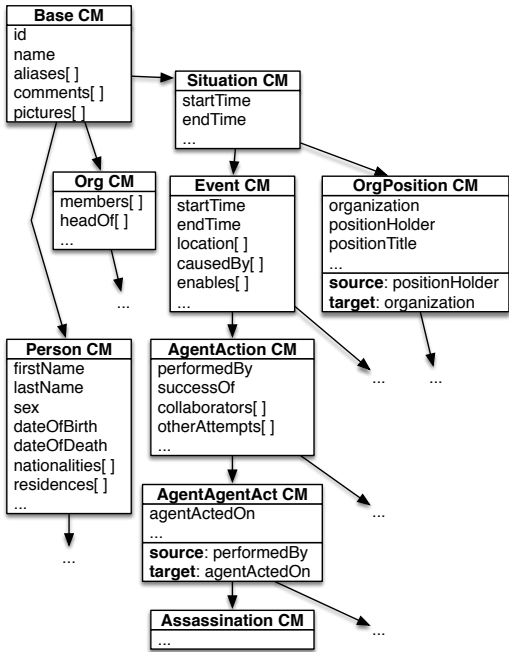 Base CM
id
name
aliases[ ]
comments[ ]
pictures[ ]
Situation CM
startTime
endTime
...
Org CM
members[ ]
headOf[ ]
...
...
Event CM
startTime
endTime
location[ ]
causedBy[ ]
enables[ ]
...
OrgPosition CM
organization
positionHolder
positionTitle
...
source: positionHolder
target: organization
...
...
Person CM
firstName
lastName
sex
dateOfBirth
dateOfDeath
nationalities[ ]
residences[ ]
...
...
AgentAction CM
performedBy
successOf
collaborators[ ]
otherAttempts[ ]
...
...
AgentAgentAct CM
agentActedOn
...
source: performedBy
target: agentActedOn
...
Assassination CM
...